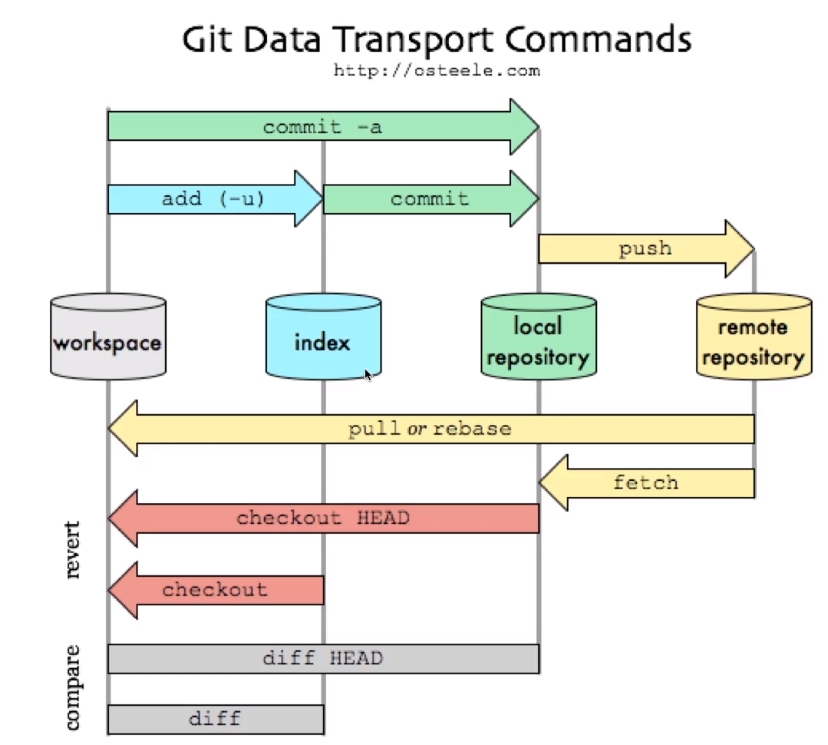 Git Data Transport Commands
http://osteele.com
commit -a
add (-u)
commit
push
workspace
index
local
repository
remote
repository
pull or rebase
fetch
revert
checkout HEAD
checkout
compare
diff HEAD
diff